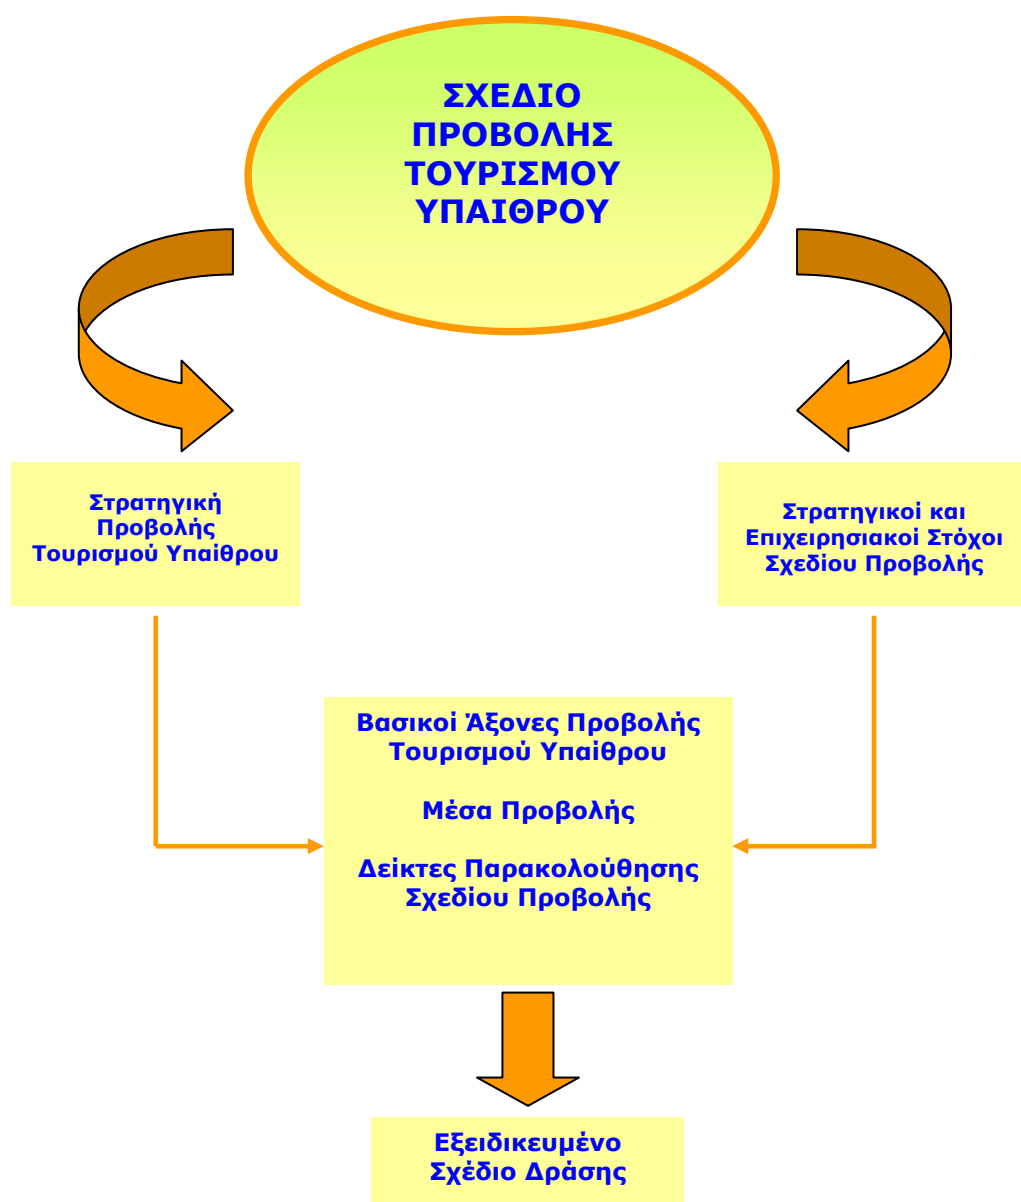 ΣΧΕΔΙΟ
ΠΡΟΒΟΛΗΣ
ΤΟΥΡΙΣΜΟΥ
ΥΠΑΙΘΡΟΥ
Στρατηγική
Προβολής
Τουρισμού Υπαίθρου
Στρατηγικοί και
Επιχειρησιακοί Στόχοι
Σχεδίου Προβολής
Βασικοί Άξονες Προβολής
Τουρισμού Υπαίθρου
Μέσα Προβολής
Δείκτες Παρακολούθησης
Σχεδίου Προβολής
Εξειδικευμένο
Σχέδιο Δράσης